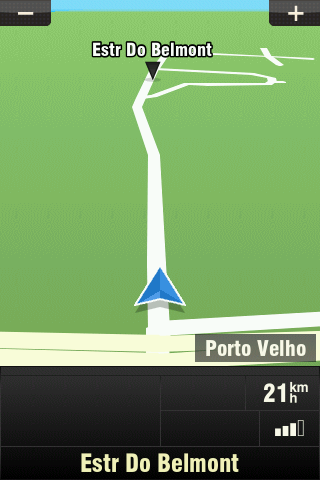 Estr Do Belmont
Porto Velho
21 km
h
Estr Do Belmont